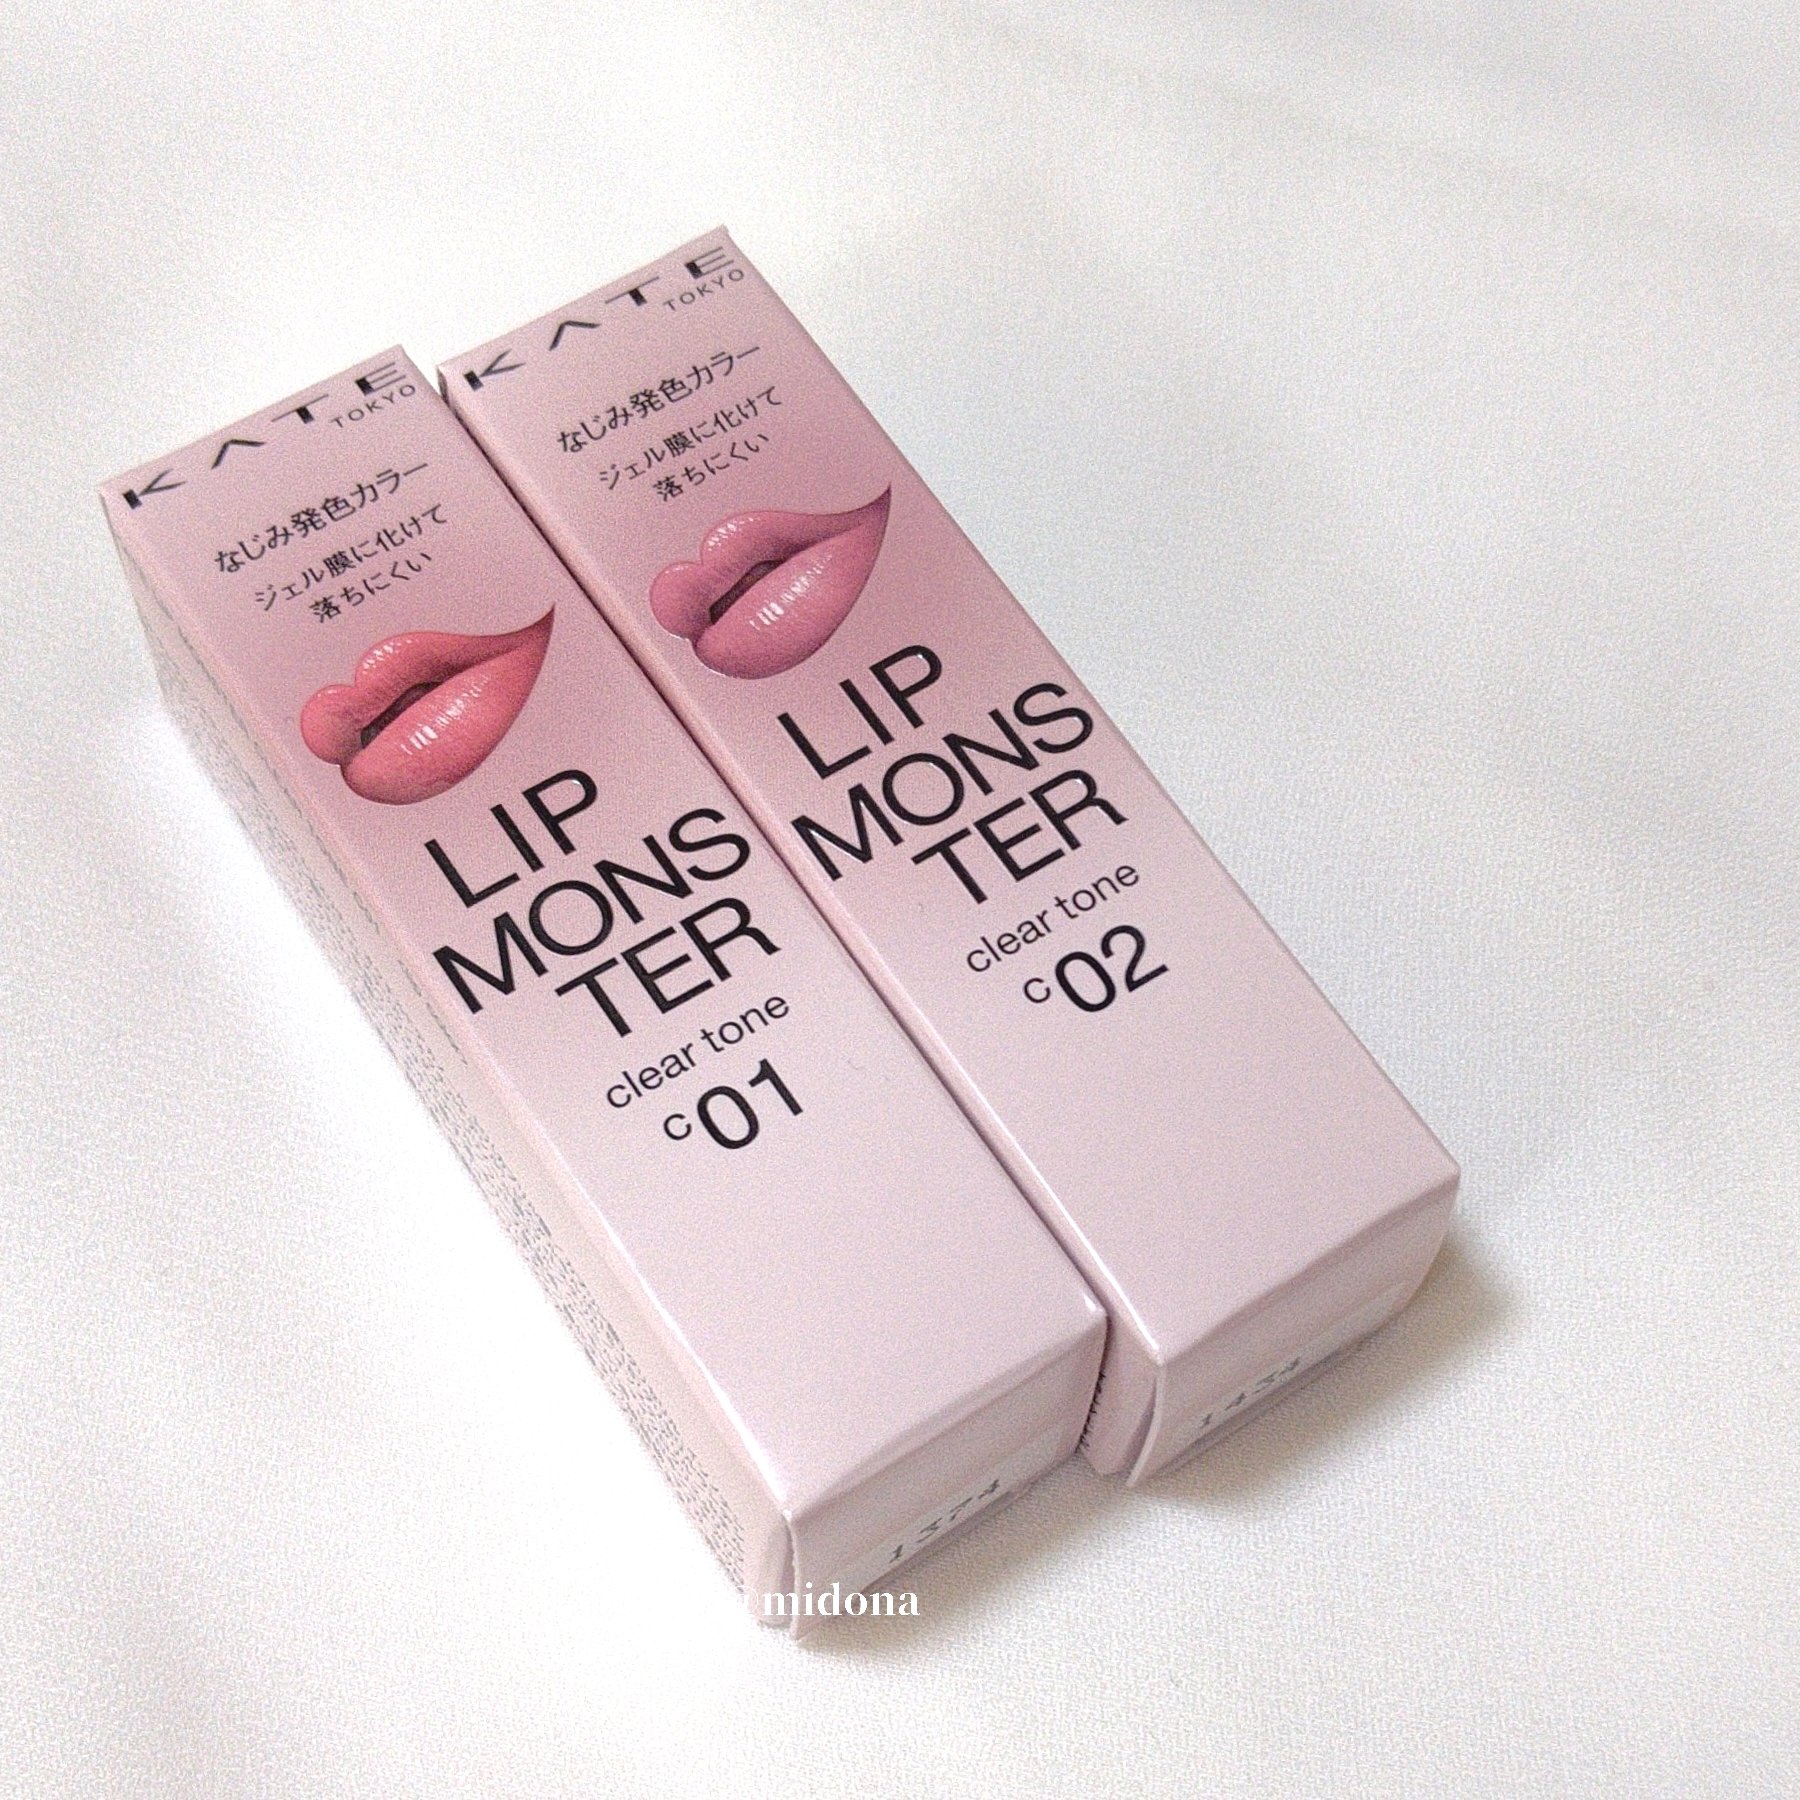 KATE
TOKYO
なじみ発色カラー
ジェル膜に化けて
落ちにくい
LIP
MONS
TER
clear tone
c01
KATE
TOKYO
なじみ発色カラー
ジェル膜に化けて
落ちにくい
LIP
MONS
TER
clear tone
c02
midona